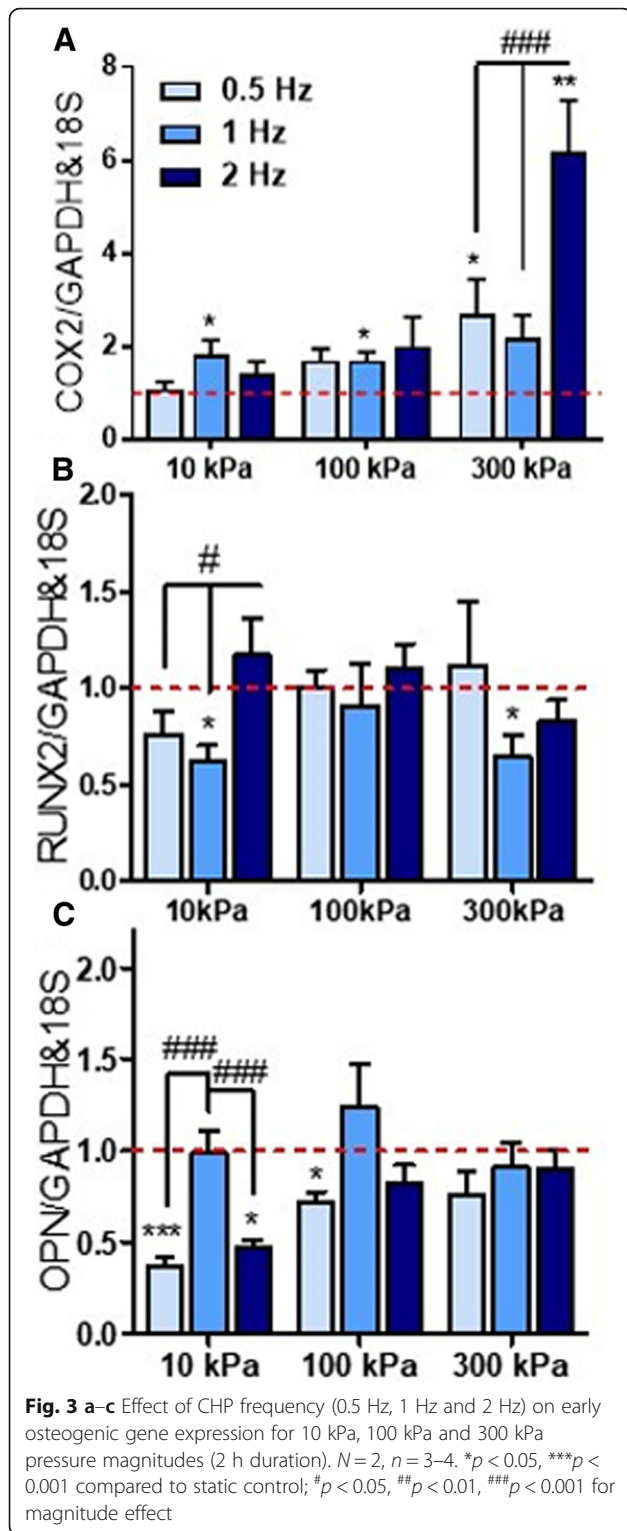 A
###
8
**
0.5 Hz
1 Hz
2 Hz
6
COX2/GAPDH&18S
4
*
*
*
2
0
10 kPa 100 kPa 300 kPa
B
2.0
#
1.5
RUNX2/GAPDH&18S
1.0
*
*
0.5
0.0
10kPa 100kPa 300kPa
C
2.0
###
###
1.5
OPN/GAPDH&18S
1.0
*
***
*
0.5
0.0
10 kPa 100 kPa 300 kPa
Fig. 3 a–c Effect of CHP frequency (0.5 Hz, 1 Hz and 2 Hz) on early
osteogenic gene expression for 10 kPa, 100 kPa and 300 kPa
pressure magnitudes (2 h duration). N = 2, n = 3–4. *p < 0.05, ***p <
0.001 compared to static control; #p < 0.05, ##p < 0.01, ###p < 0.001 for
magnitude effect